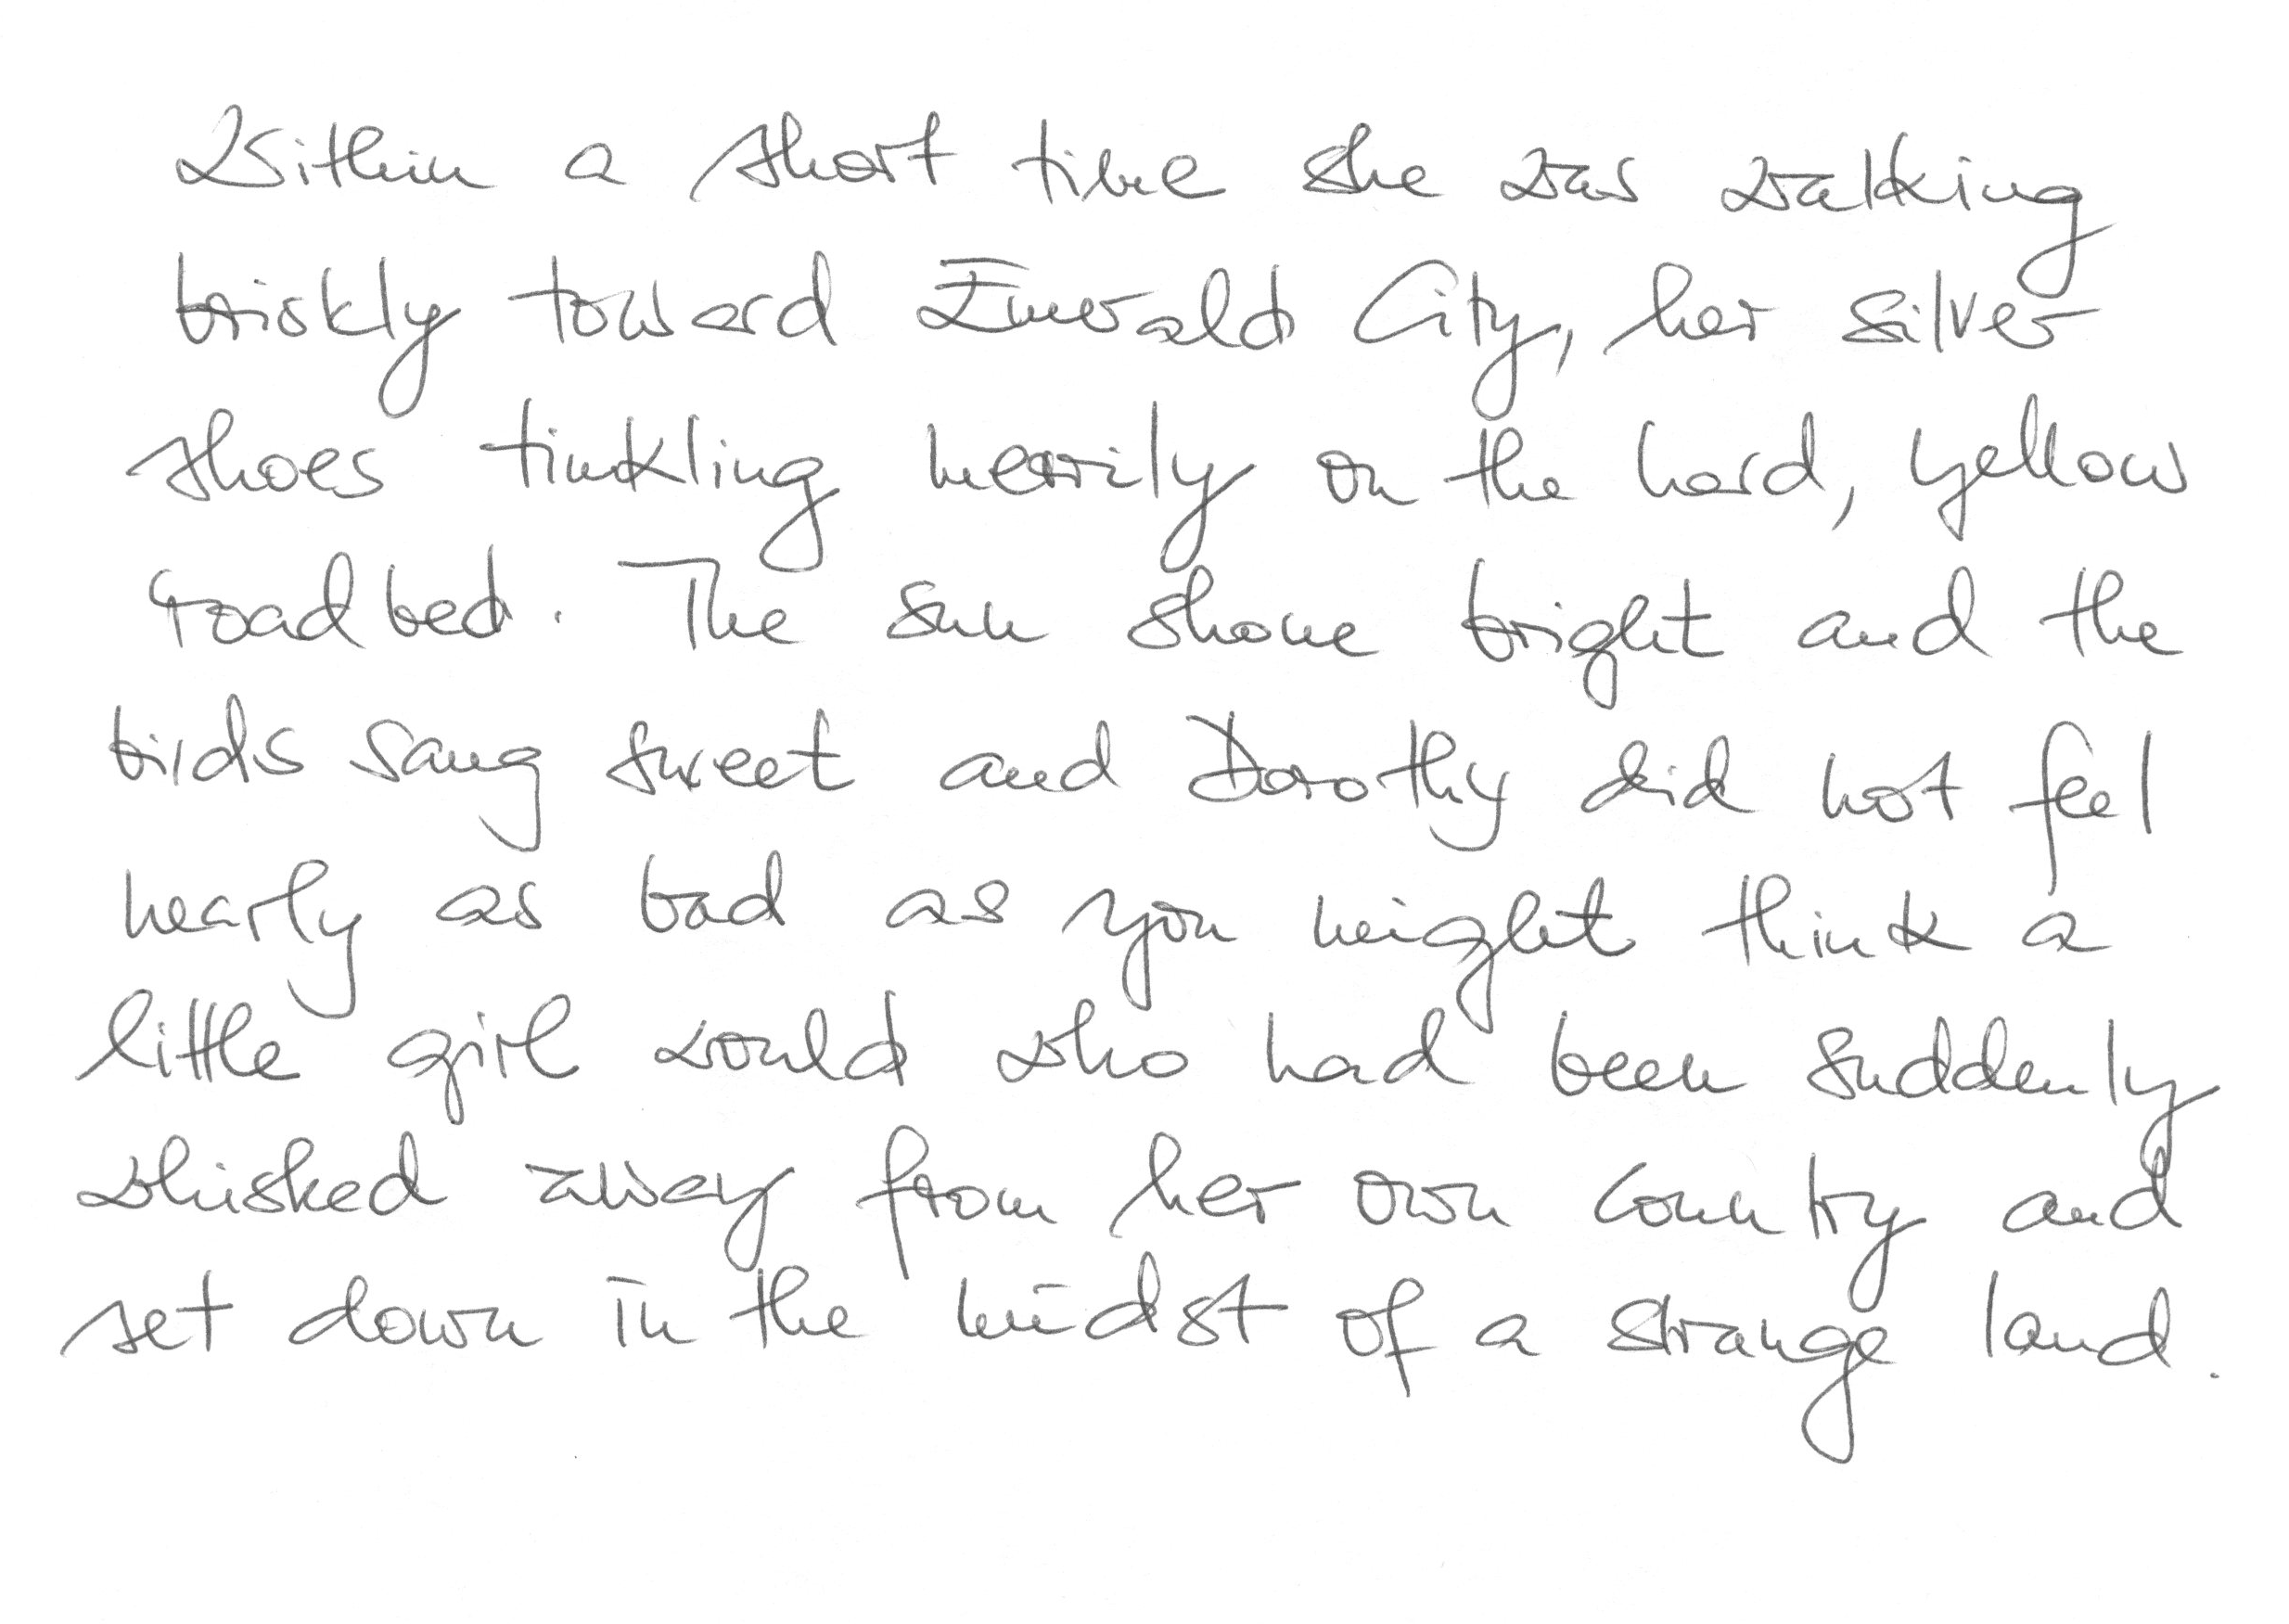 Within a short time she was walking
briskly toward Emerald City, her silver
shoes tinkling merrily on the hard, yellow
roadbed. The sun shone bright and the
birds sang sweet and Dorothy did not feel
nearly as bad as you might think a
little girl would who had been suddenly
whisked away from her own country and
set down in the midst of a strange land.